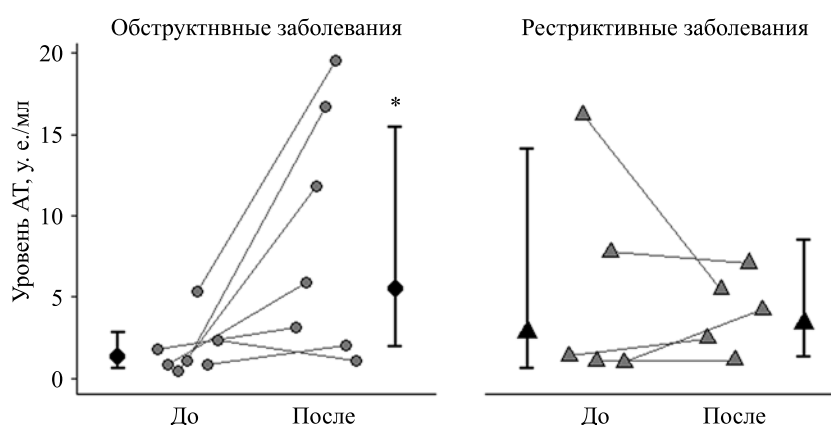 Обструктнвные заболевания
Рестриктивные заболевания
Уровень АТ, у. е./мл
20
15
10
5
0
*
До
После
До
После